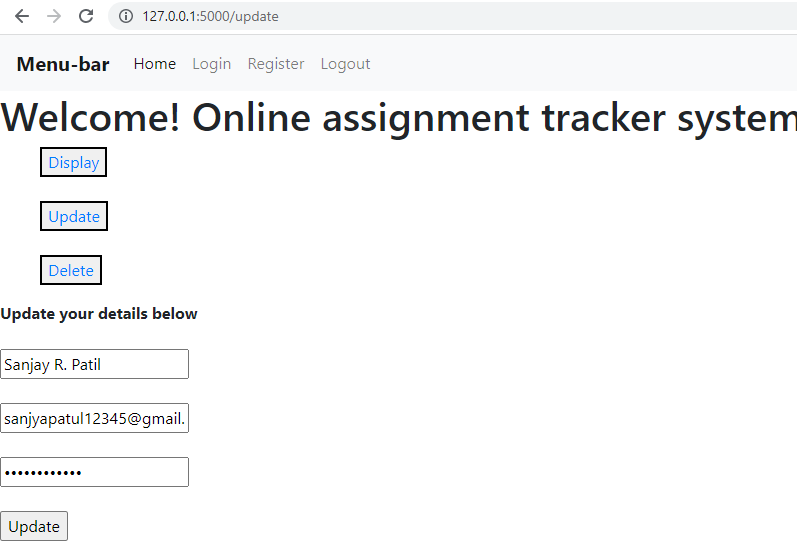 127.0.0.1:5000/update
Menu-bar Home Login Register Logout
Welcome! Online assignment tracker system
Display
Update
Delete
Update your details below
Sanjay R. Patil
sanjyapatul12345@gmail.
••••••••••••
Update